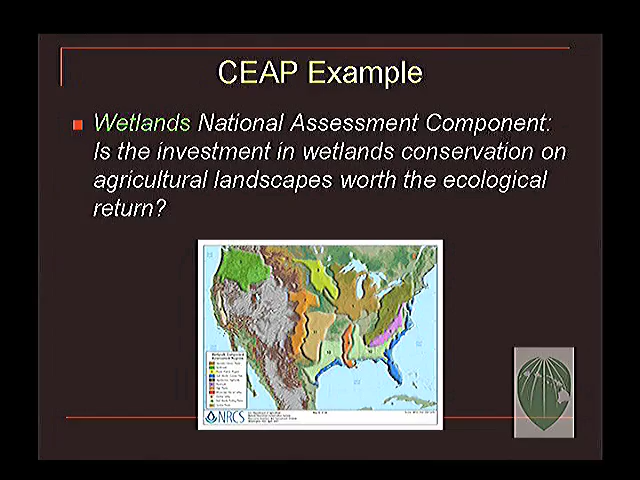 CEAP Example
Wetlands National Assessment Component:
Is the investment in wetlands conservation on
agricultural landscapes worth the ecological
return?
NRCS